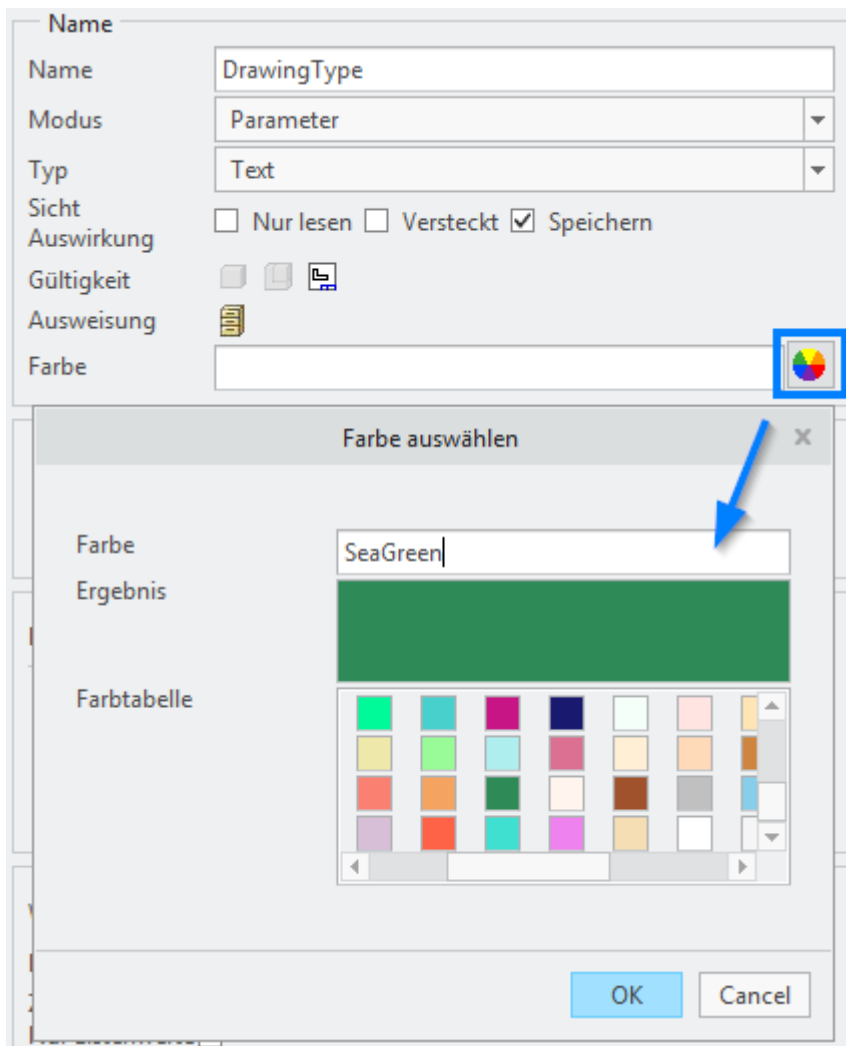 Name
Name DrawingType
Modus Parameter
Typ Text
Sicht
Auswirkung Nur lesen Versteckt Speichern
Gültigkeit
Ausweisung
Farbe
Farbe auswählen
Farbe SeaGreen
Ergebnis
Farbtabelle
OK Cancel